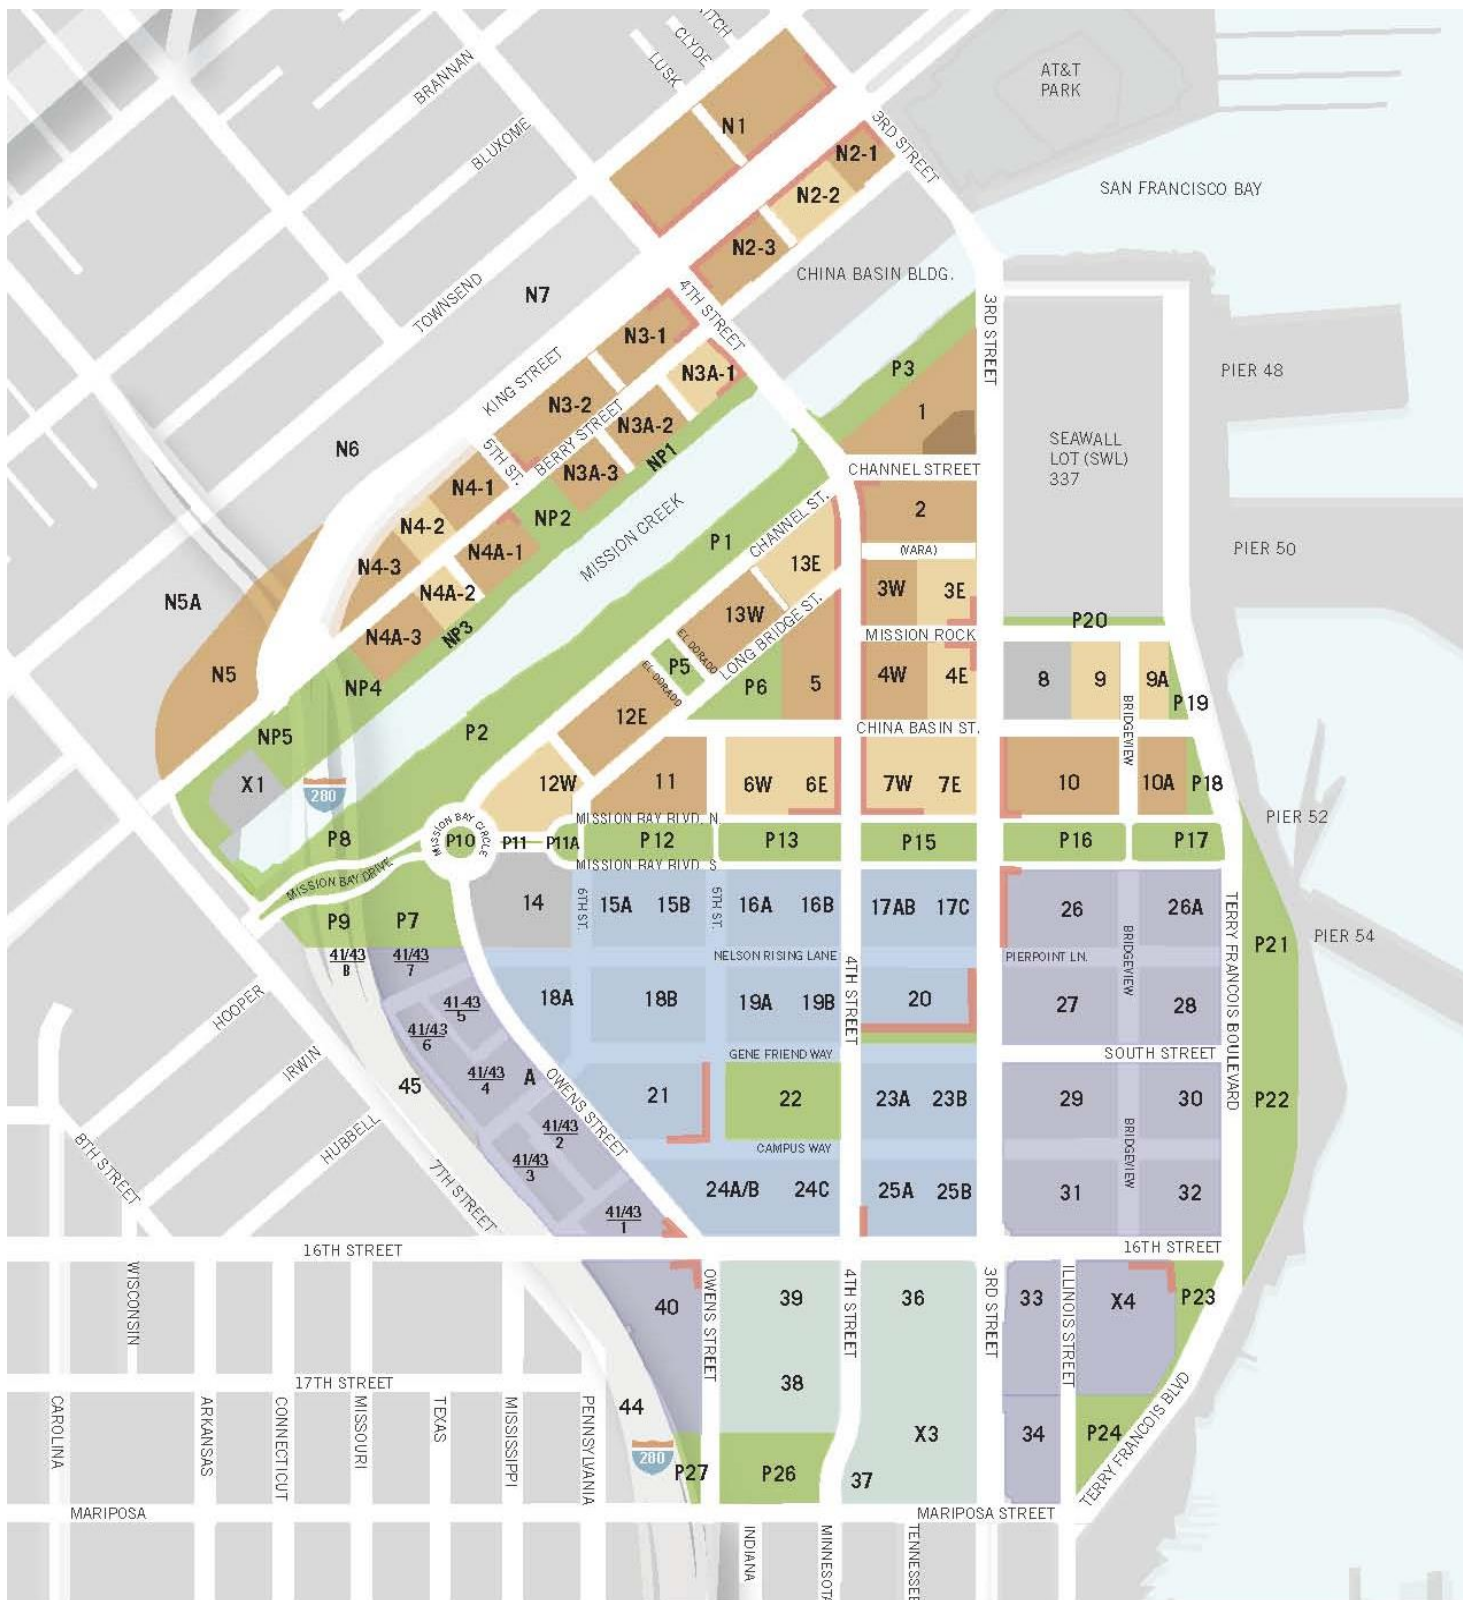 ITCH
CLYDE
LUSK
BRANNAN
BLUXOME
TOWNSEND
AT&T
PARK
3RD STREET
SAN FRANCISCO BAY
N1
N2-1
N2-2
N2-3
CHINA BASIN BLDG.
N7
4TH STREET
3RD STREET
N3-1
KING STREET
N3A-1
P3
PIER 48
N3-2
BERRY STREET
N3A-2
1
N6
5TH ST.
N3A-3
NP1
SEAWALL
LOT (SWL)
337
CHANNEL STREET
N4-1
NP2
2
N4-2
N4A-1
MISSION CREEK
P1
CHANNEL ST.
(VARA)
PIER 50
N4-3
13E
N4A-2
3W
3E
N5A
13W
N4A-3
NP3
EL DORADO
LONG BRIDGE ST.
MISSION ROCK
P20
N5
NP4
P5
EL DORADO
P6
5
4W
4E
8
9
9A
P19
12E
BRIDGEVIEW
NP5
P2
CHINA BASIN ST.
X1
280
12W
11
6W
6E
7W
7E
10
10A
P18
MISSION BAY BLVD. N.
PIER 52
P8
MISSION BAY CIRCLE
P10
P11
P11A
P12
P13
P15
P16
P17
MISSION BAY BLVD. S
MISSION BAY DRIVE
P9
P7
14
6TH ST.
15A
15B
5TH ST.
16A
16B
17AB
17C
26
26A
TERRY FRANCOIS BOULEVARD
P21
PIER 54
41/43
8
41/43
7
NELSON RISING LANE
4TH STREET
PIERPOINT LN.
BRIDGEVIEW
HOOPER
41-43
5
18A
18B
19A
19B
20
27
28
41/43
6
IRWIN
GENE FRIEND WAY
SOUTH STREET
45
41/43
4
A
OWENS STREET
21
22
23A
23B
29
30
P22
HUBBELL
41/43
2
8TH STREET
7TH STREET
41/43
3
CAMPUS WAY
BRIDGEVIEW
24A/B
24C
25A
25B
31
32
41/43
1
16TH STREET
16TH STREET
WISCONSIN
40
OWENS STREET
39
4TH STREET
36
3RD STREET
33
ILLINOIS STREET
X4
P23
17TH STREET
38
CAROLINA
ARKANSAS
CONNECTICUT
MISSOURI
TEXAS
MISSISSIPPI
PENNSYLVANIA
44
X3
34
P24
TERRY FRANCOIS BLVD
280
P27
P26
37
MARIPOSA
MARIPOSA STREET
INDIANA
MINNESOTA
TENNESSEE